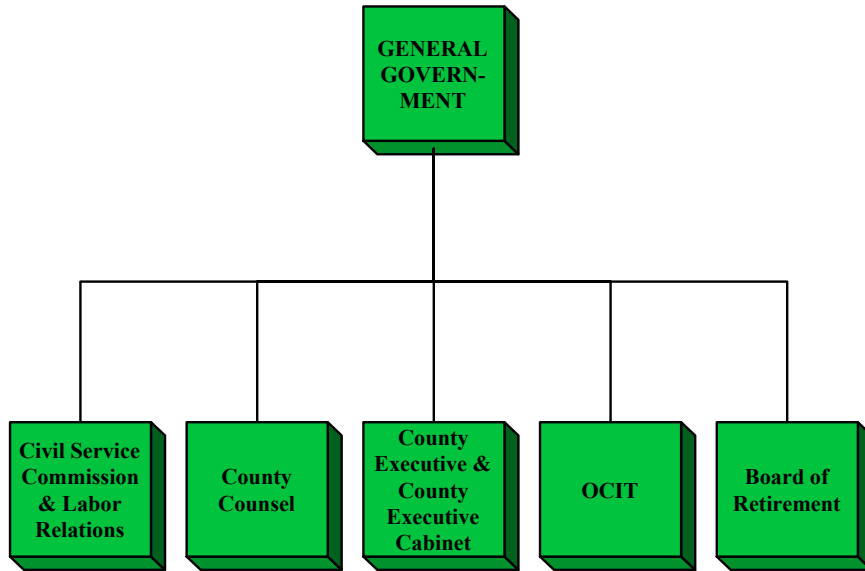 GENERAL
GOVERN-
MENT
Civil Service
Commission
& Labor
Relations
County
Counsel
County
Executive &
County
Executive
Cabinet
OCIT
Board of
Retirement